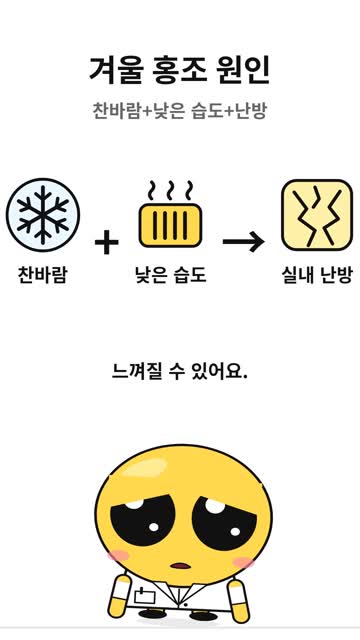 겨울 홍조 원인
찬바람+낮은 습도+난방
찬바람
낮은 습도
실내 난방
느껴질 수 있어요.